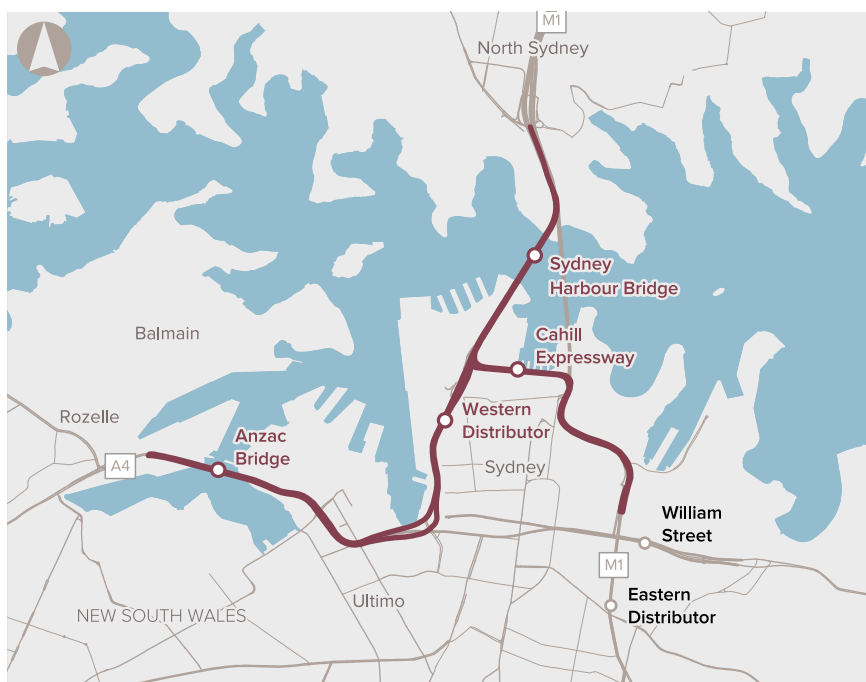 M1
North Sydney
Sydney
Harbour Bridge
Balmain
Cahill
Expressway
Rozelle
Western
Distributor
Anzac
Bridge
A4
Sydney
William
Street
M1
Ultimo
Eastern
Distributor
NEW SOUTH WALES